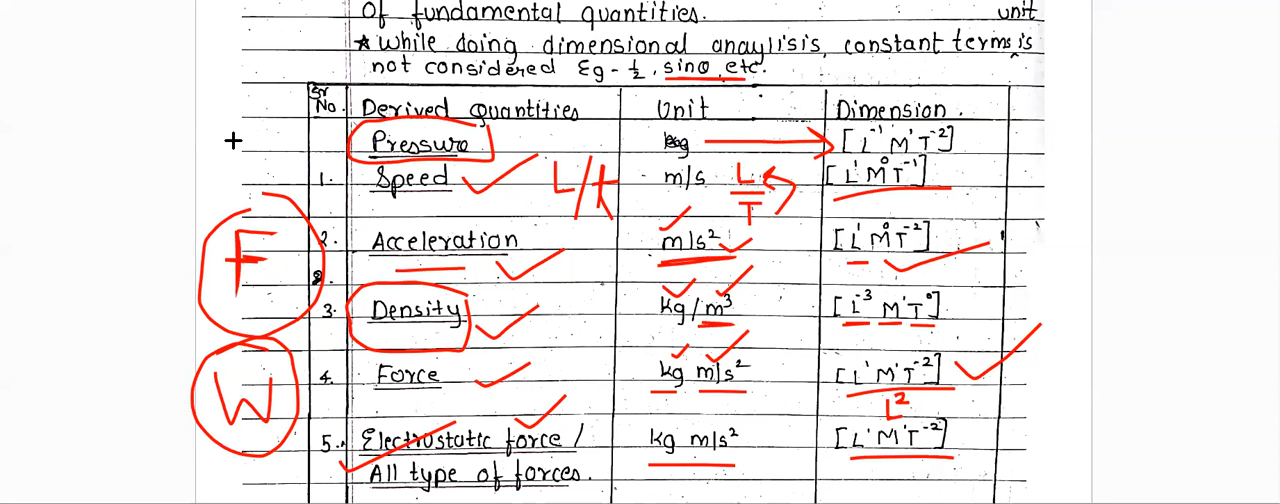 of fundamental quantities. unit
★ while doing dimensional anaylisis, constant terms is
not considered Eg - ½, sinθ, etc.
Sr No. Derived quantities Unit Dimension.
Pressure [L⁻¹ M¹ T⁻²]
1. Speed L/t m/s L/T [L¹ M⁰ T⁻¹]
F
2. Acceleration m/s² [L¹ M⁰ T⁻²]
3. Density kg/m³ [L⁻³ M¹ T⁰]
W
4. Force kg m/s² [L¹ M¹ T⁻²]
L²
5. Electrostatic force / kg m/s² [L¹ M¹ T⁻²]
All type of forces.